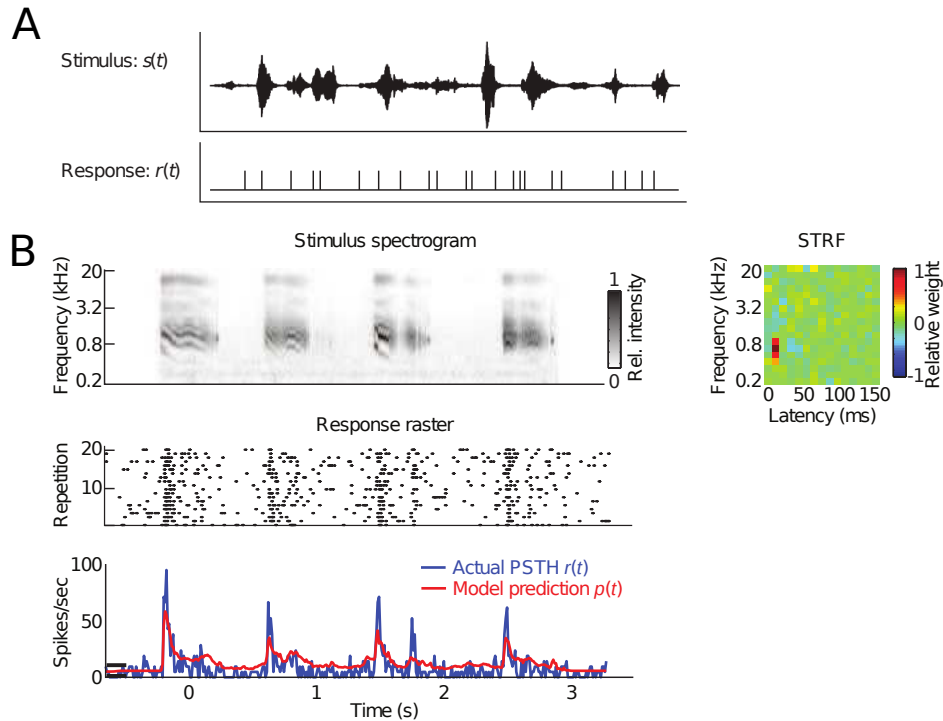 A
Stimulus: s(t)
Response: r(t)
B
Stimulus spectrogram
Frequency (kHz)
20
3.2
0.8
0.2
1
0
Rel. intensity
STRF
Frequency (kHz)
20
3.2
0.8
0.2
0 50 100 150
Latency (ms)
1
0
-1
Relative weight
Response raster
Repetition
20
10
Spikes/sec
100
50
0
Actual PSTH r(t)
Model prediction p(t)
0 1 2 3
Time (s)